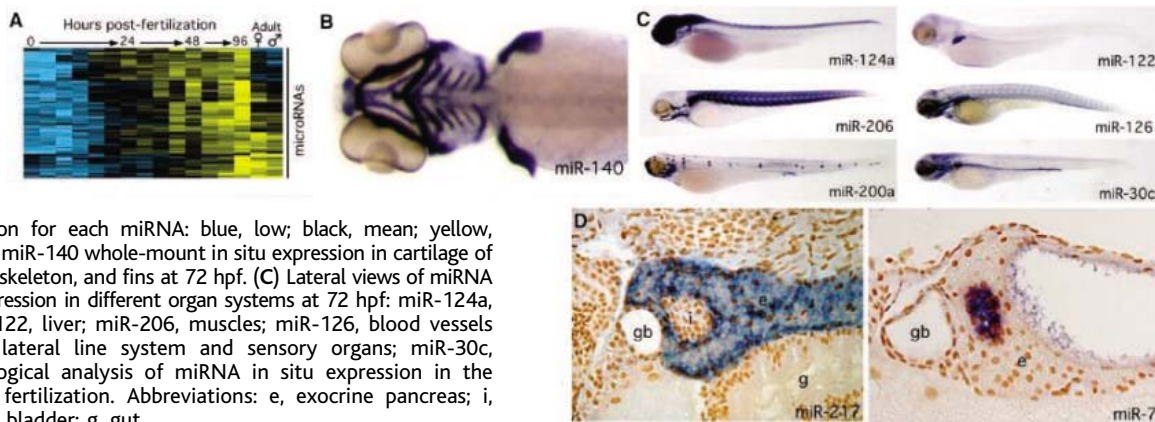 A
Hours post-fertilization
Adult
0 24 48 96 ♀ ♂
microRNAs
B
miR-140
C
miR-124a
miR-122
miR-206
miR-126
miR-200a
miR-30c
on for each miRNA: blue, low; black, mean; yellow,
miR-140 whole-mount in situ expression in cartilage of
skeleton, and fins at 72 hpf. (C) Lateral views of miRNA
ression in different organ systems at 72 hpf: miR-124a,
122, liver; miR-206, muscles; miR-126, blood vessels
lateral line system and sensory organs; miR-30c,
ogical analysis of miRNA in situ expression in the
fertilization. Abbreviations: e, exocrine pancreas; i,
bladder; g, gut.
D
gb
i
e
g
miR-217
gb
e
miR-7